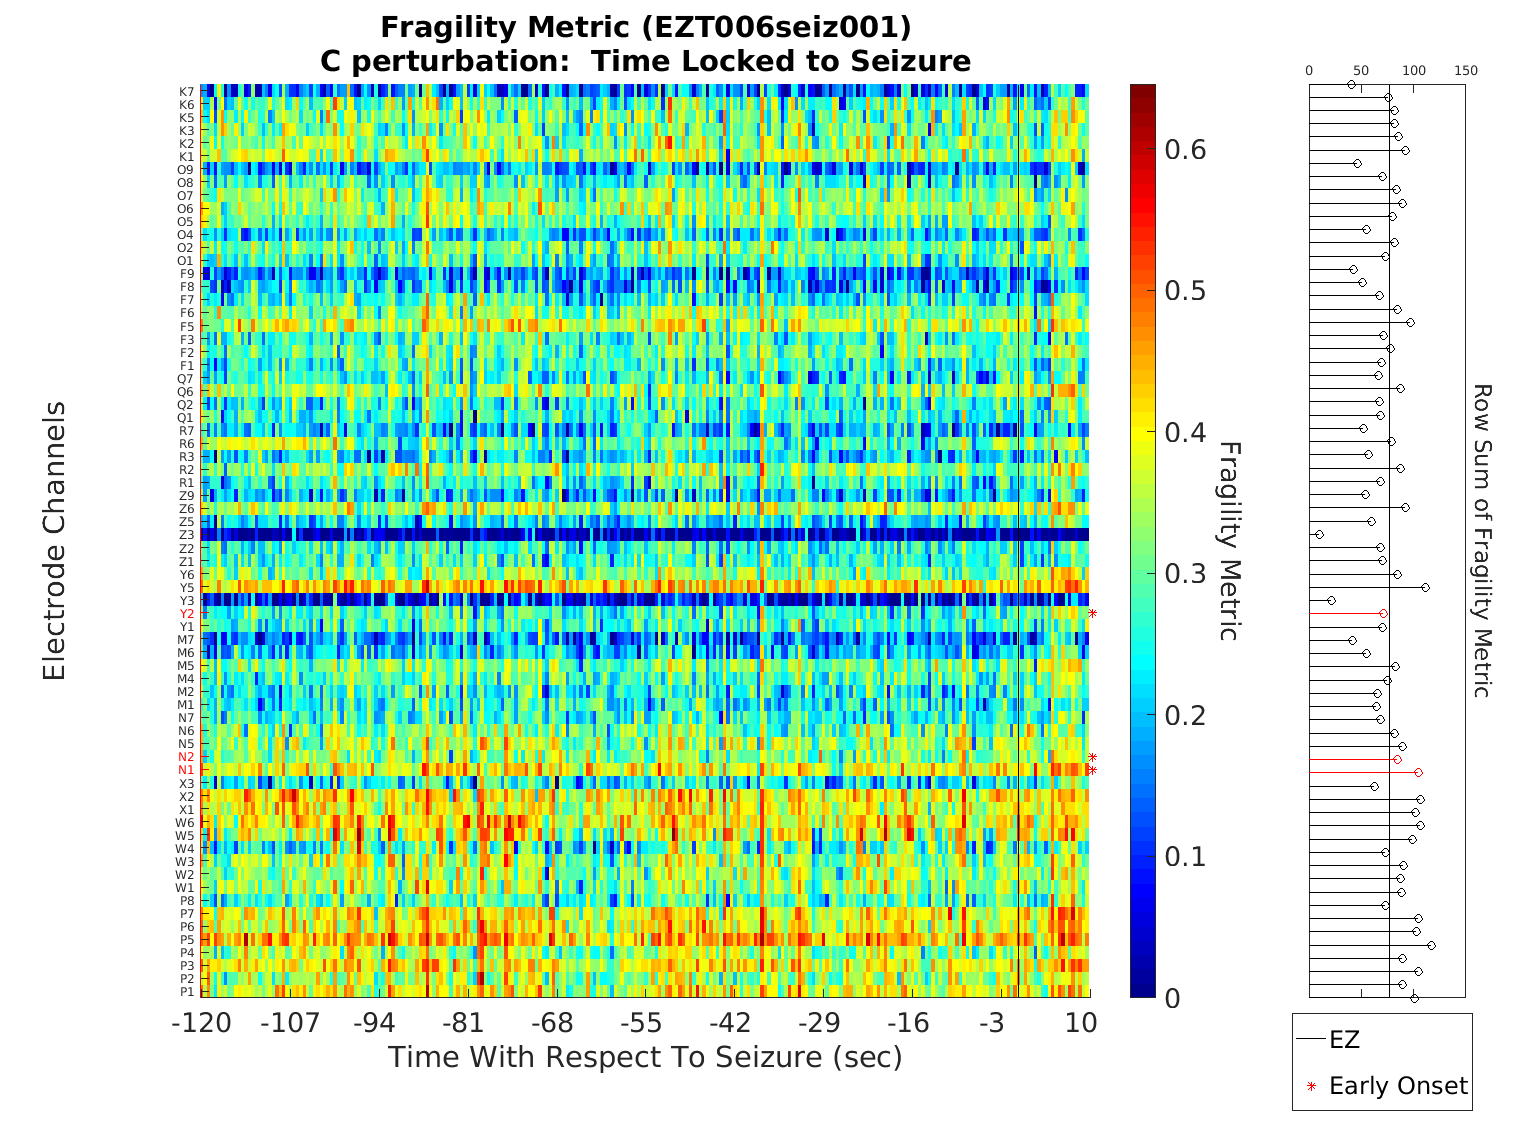 Fragility Metric (EZT006seiz001)
C perturbation: Time Locked to Seizure
Electrode Channels
K7
K6
K5
K3
K2
K1
O9
O8
O7
O6
O5
O4
O2
O1
F9
F8
F7
F6
F5
F3
F2
F1
Q7
Q6
Q2
Q1
R7
R6
R3
R2
R1
Z9
Z6
Z5
Z3
Z2
Z1
Y6
Y5
Y3
Y2
Y1
M7
M6
M5
M4
M2
M1
N7
N6
N5
N2
N1
X3
X2
X1
W6
W5
W4
W3
W2
W1
P8
P7
P6
P5
P4
P3
P2
P1
-120 -107 -94 -81 -68 -55 -42 -29 -16 -3 10
Time With Respect To Seizure (sec)
0.6
0.5
0.4
0.3
0.2
0.1
0
Fragility Metric
0 50 100 150
Row Sum of Fragility Metric
EZ
Early Onset